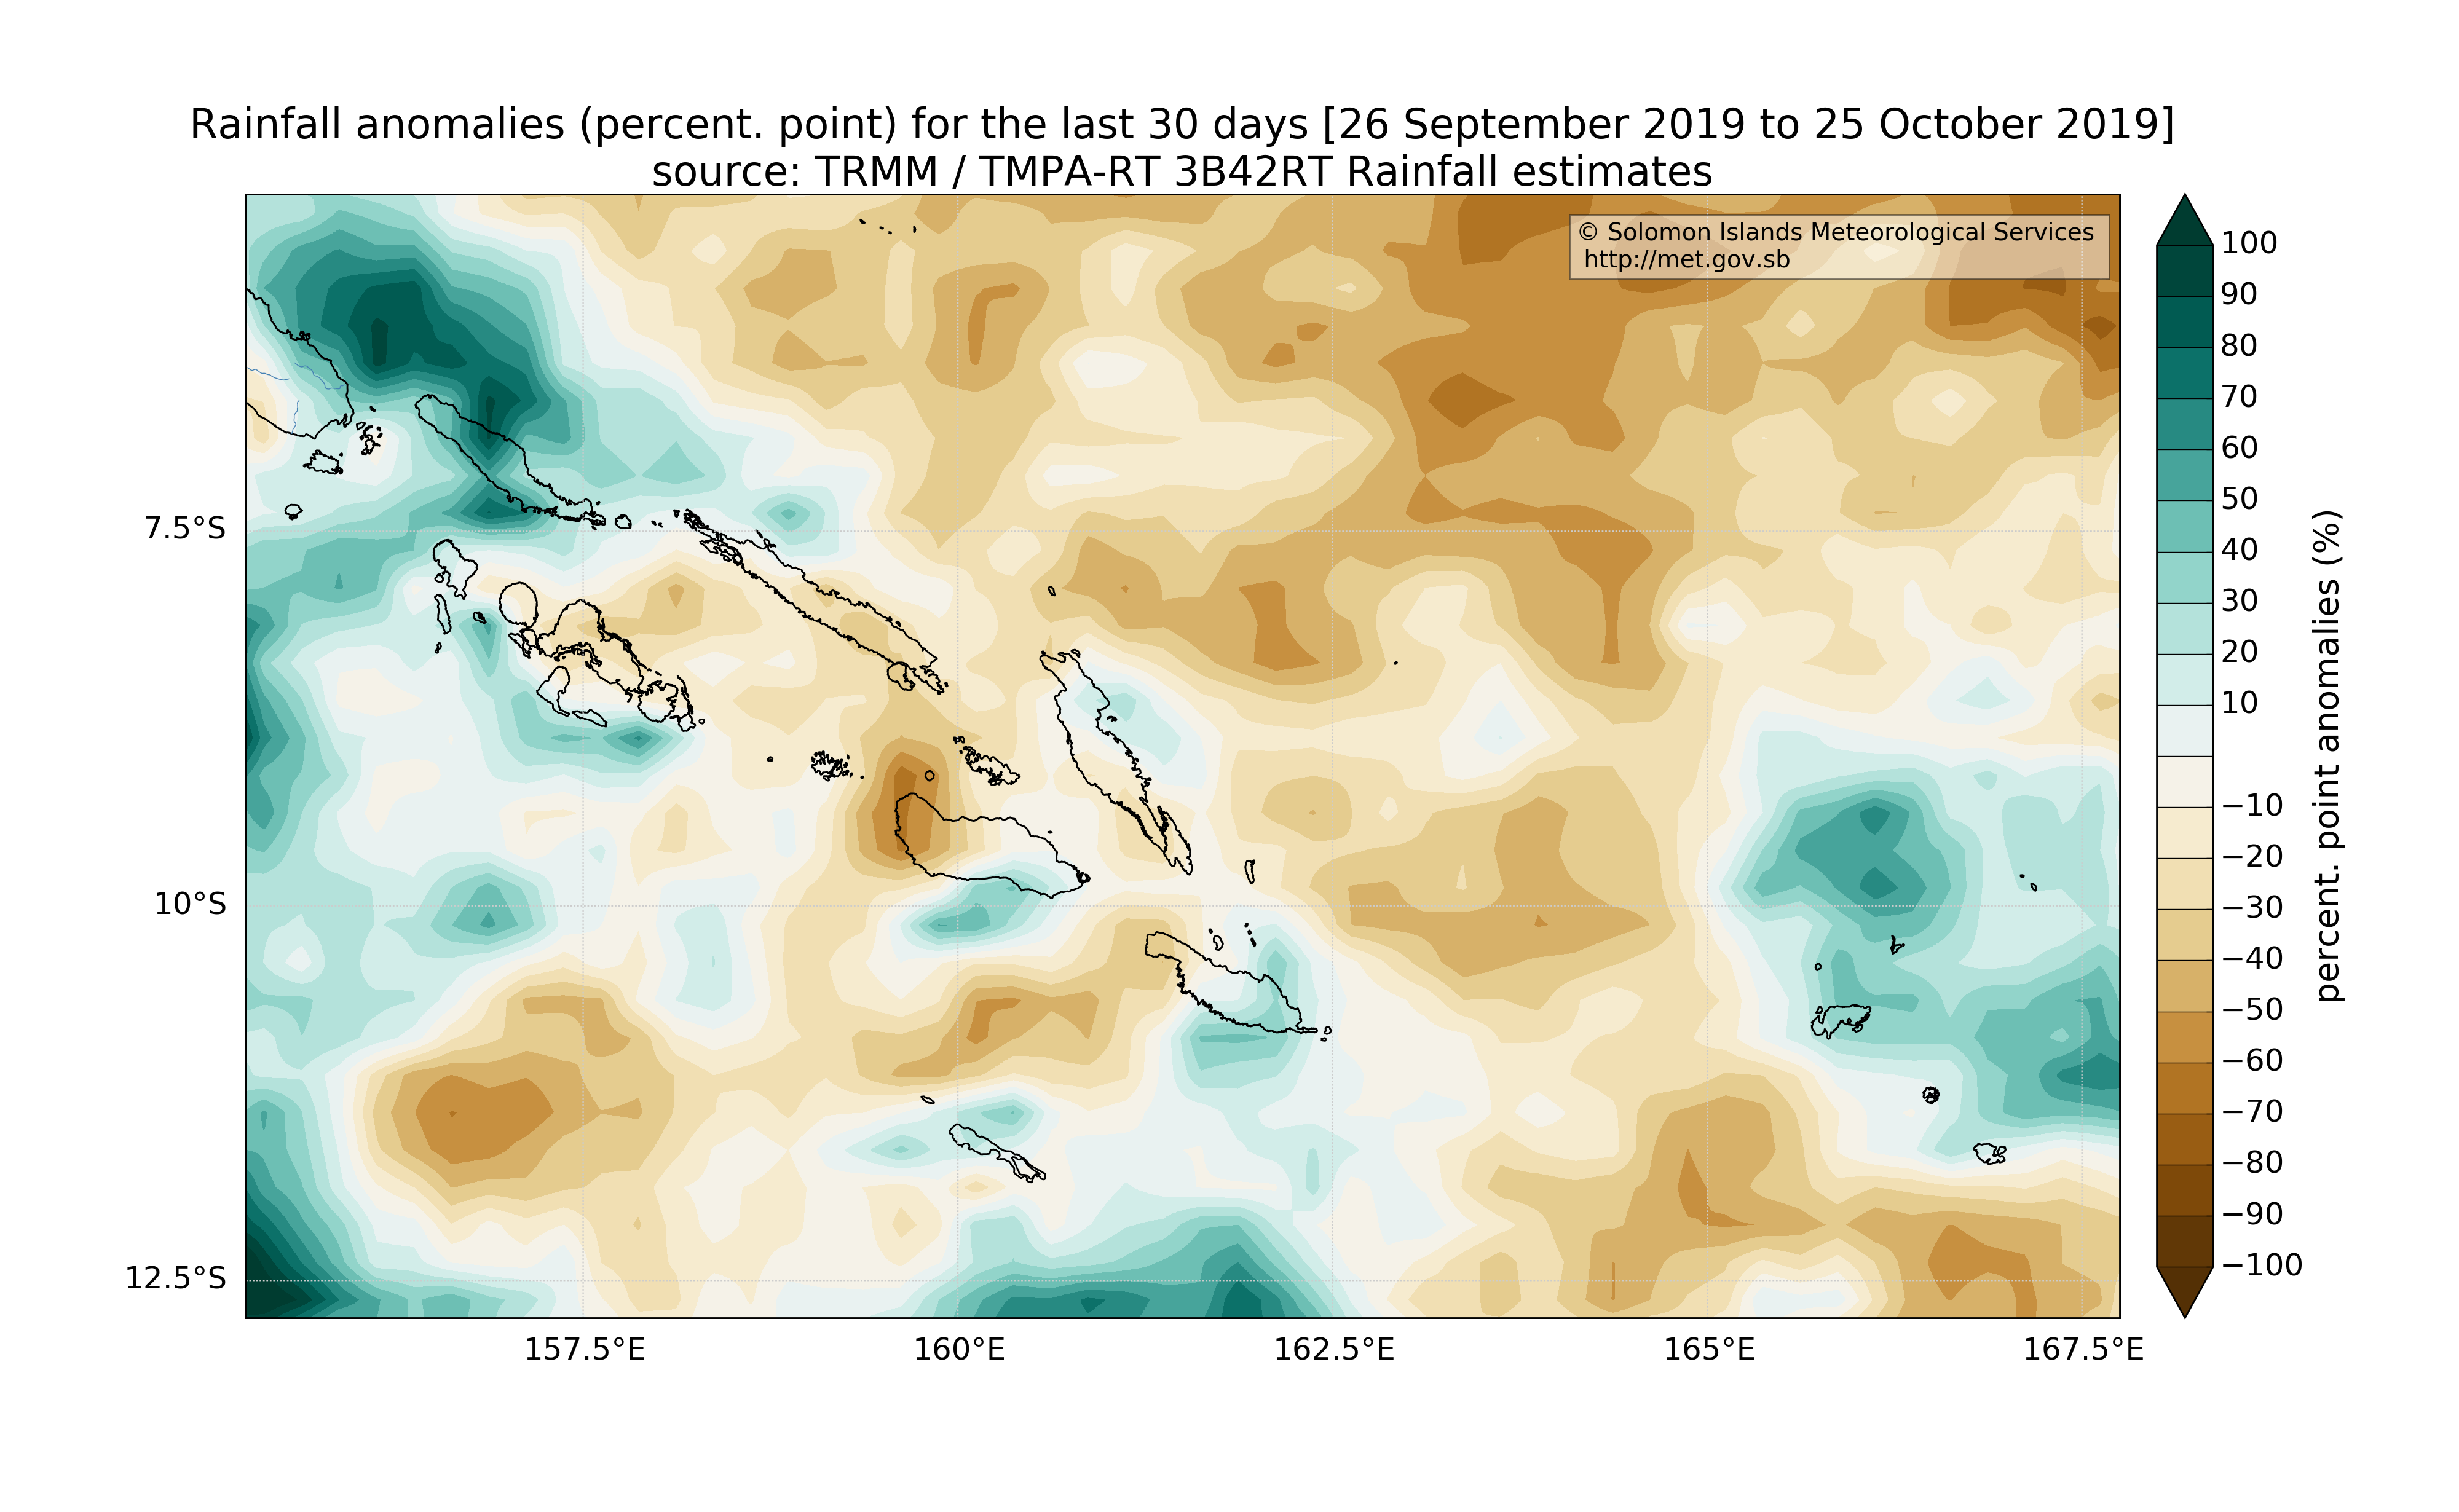 Rainfall anomalies (percent. point) for the last 30 days [26 September 2019 to 25 October 2019]
source: TRMM / TMPA-RT 3B42RT Rainfall estimates
© Solomon Islands Meteorological Services
http://met.gov.sb
7.5°S
10°S
12.5°S
157.5°E
160°E
162.5°E
165°E
167.5°E
100
90
80
70
60
50
40
30
20
10
−10
−20
−30
−40
−50
−60
−70
−80
−90
−100
percent. point anomalies (%)